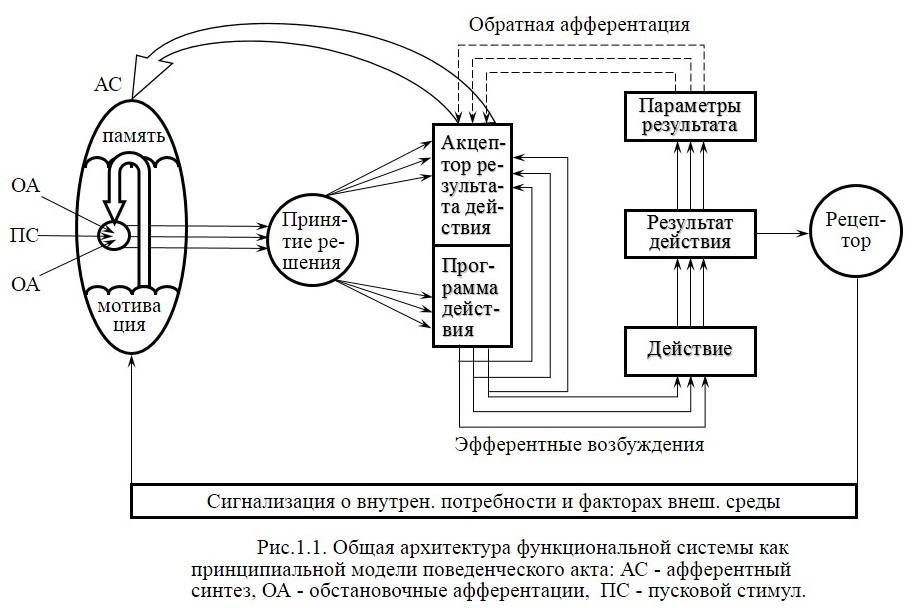 Обратная афферентация
АС
память
ОА
ПС
ОА
мотива
ция
Приня-
тие ре-
шения
Акцеп-
тор ре-
зульта-
та дей-
ствия
Прог-
рамма
дейст-
вия
Параметры
результата
Результат
действия
Действие
Рецеп-
тор
Эфферентные возбуждения
Сигнализация о внутрен. потребности и факторах внеш. среды
Рис.1.1. Общая архитектура функциональной системы как
принципиальной модели поведенческого акта: АС - афферентный
синтез, ОА - обстановочные афферентации, ПС - пусковой стимул.